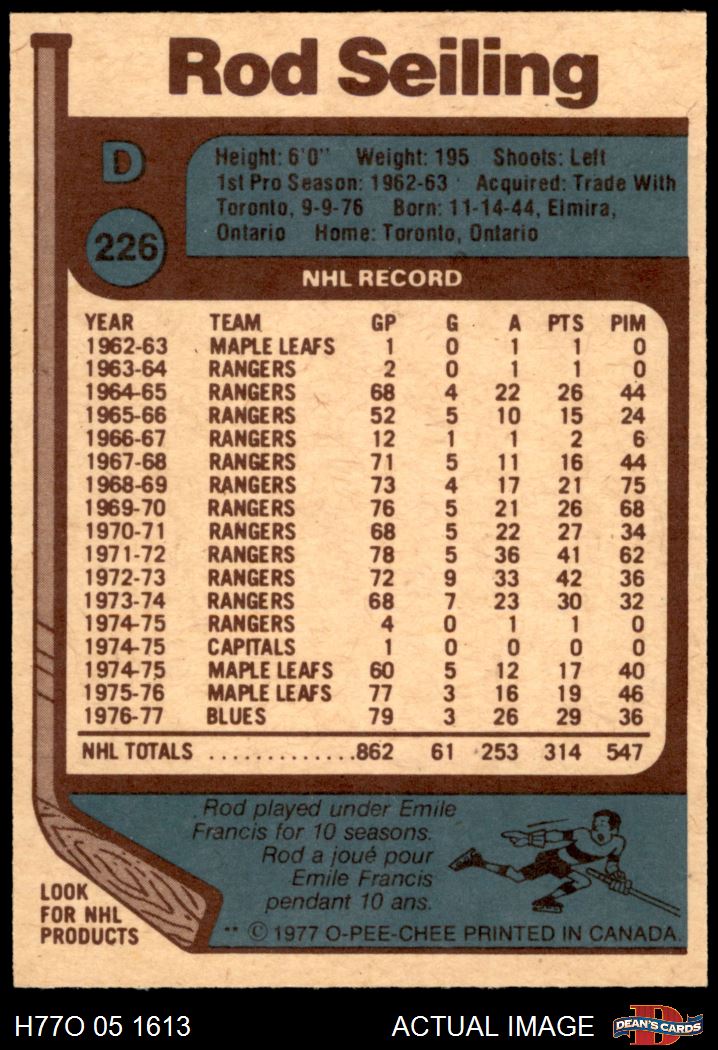 Rod Seiling
D
226
Height: 6'0" Weight: 195 Shoots: Left
1st Pro Season: 1962-63 Acquired: Trade With
Toronto, 9-9-76 Born: 11-14-44, Elmira,
Ontario Home: Toronto, Ontario
NHL RECORD
YEAR TEAM GP G A PTS PIM
1962-63 MAPLE LEAFS 1 0 1 1 0
1963-64 RANGERS 2 0 1 1 0
1964-65 RANGERS 68 4 22 26 44
1965-66 RANGERS 52 5 10 15 24
1966-67 RANGERS 12 1 1 2 6
1967-68 RANGERS 71 5 11 16 44
1968-69 RANGERS 73 4 17 21 75
1969-70 RANGERS 76 5 21 26 68
1970-71 RANGERS 68 5 22 27 34
1971-72 RANGERS 78 5 36 41 62
1972-73 RANGERS 72 9 33 42 36
1973-74 RANGERS 68 7 23 30 32
1974-75 RANGERS 4 0 1 1 0
1974-75 CAPITALS 1 0 0 0 0
1974-75 MAPLE LEAFS 60 5 12 17 40
1975-76 MAPLE LEAFS 77 3 16 19 46
1976-77 BLUES 79 3 26 29 36
NHL TOTALS .............862 61 253 314 547
Rod played under Emile
Francis for 10 seasons.
Rod a joué pour
Emile Francis
pendant 10 ans.
LOOK
FOR NHL
PRODUCTS
** © 1977 O-PEE-CHEE PRINTED IN CANADA.
H77O 05 1613 ACTUAL IMAGE
D
DEAN'S CARDS